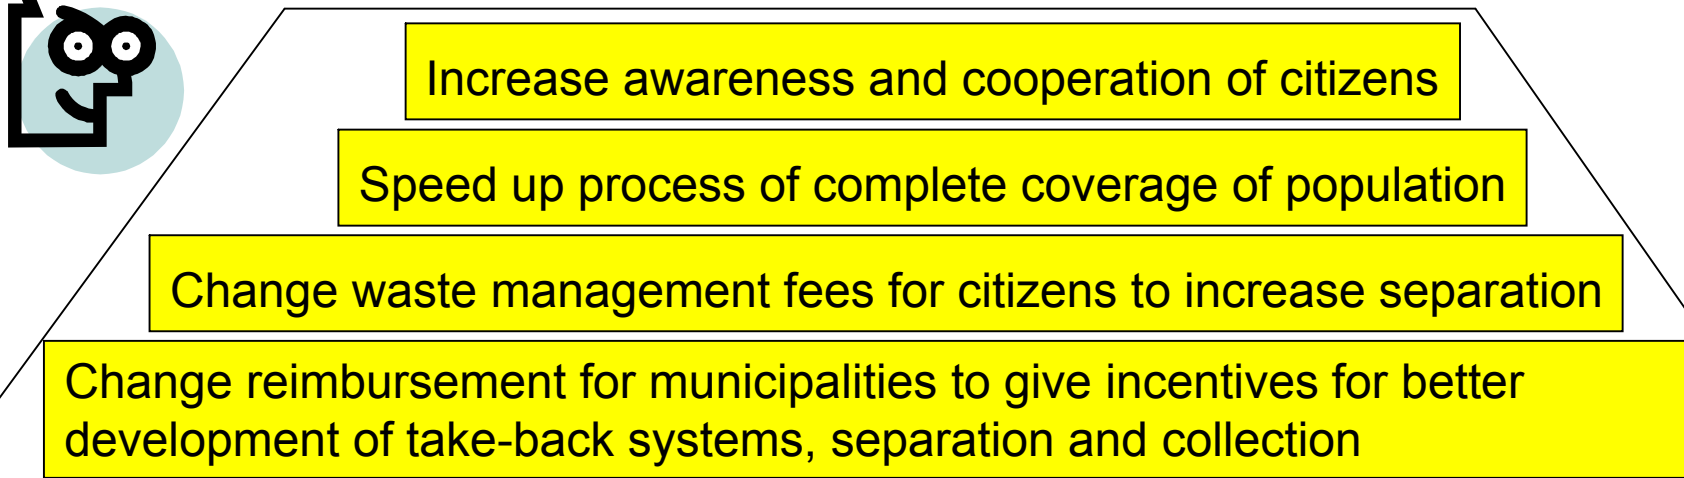 Increase awareness and cooperation of citizens
Speed up process of complete coverage of population
Change waste management fees for citizens to increase separation
Change reimbursement for municipalities to give incentives for better
development of take-back systems, separation and collection